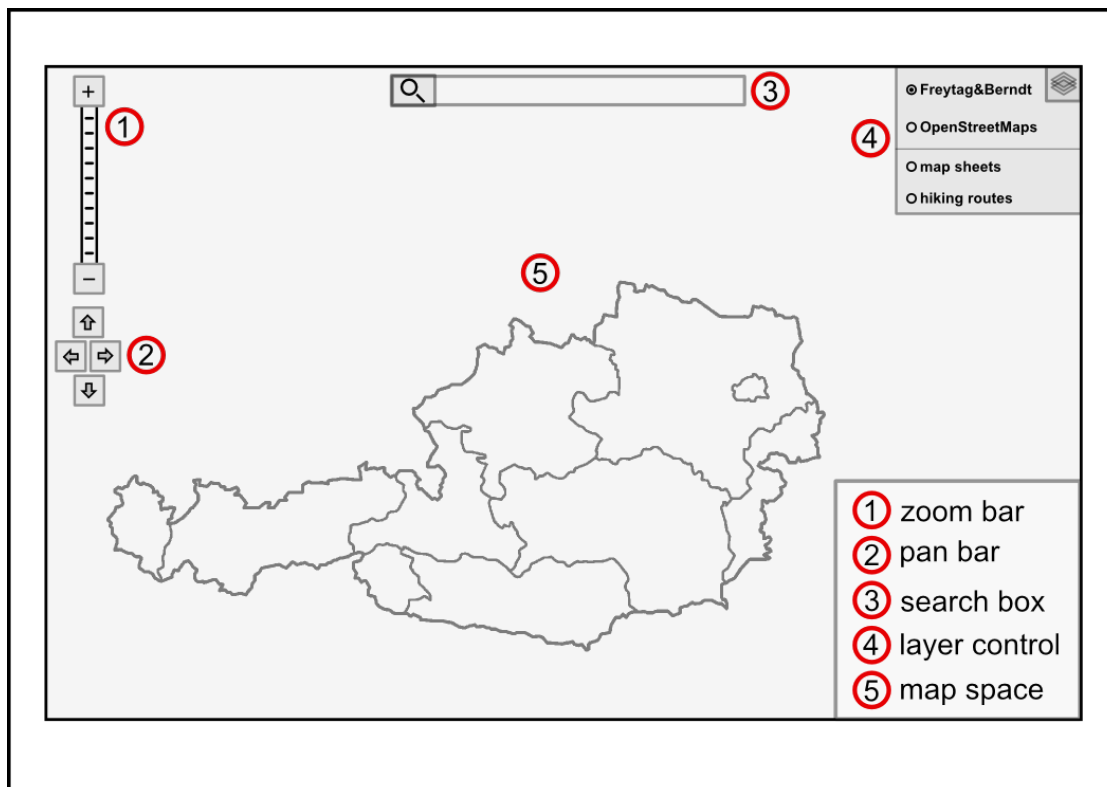 +
1
3
Freytag&Berndt
4
OpenStreetMaps
map sheets
hiking routes
5
−
2
1 zoom bar
2 pan bar
3 search box
4 layer control
5 map space